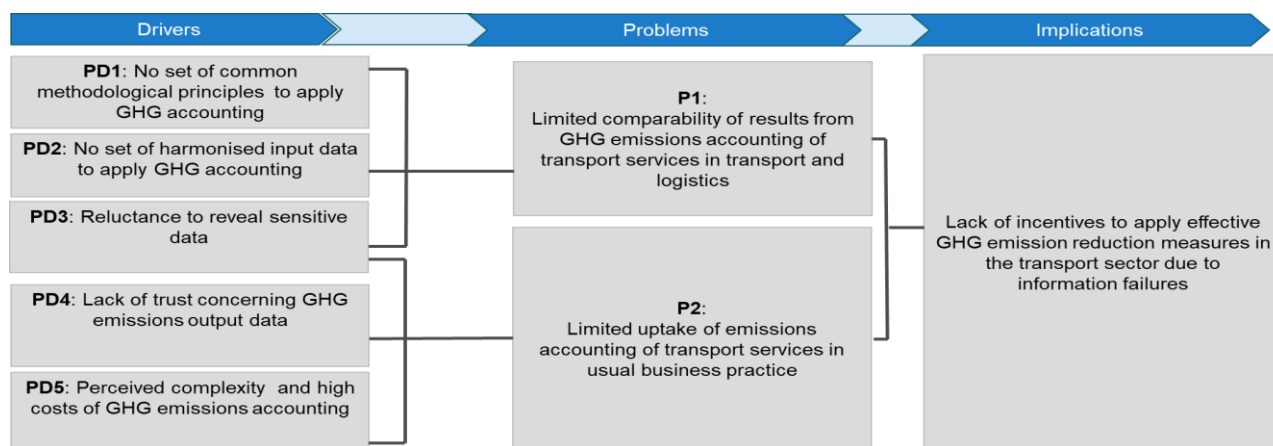 Drivers
Problems
Implications
PD1: No set of common
methodological principles to apply
GHG accounting
PD2: No set of harmonised input data
to apply GHG accounting
PD3: Reluctance to reveal sensitive
data
PD4: Lack of trust concerning GHG
emissions output data
PD5: Perceived complexity and high
costs of GHG emissions accounting
P1:
Limited comparability of results from
GHG emissions accounting of
transport services in transport and
logistics
P2:
Limited uptake of emissions
accounting of transport services in
usual business practice
Lack of incentives to apply effective
GHG emission reduction measures in
the transport sector due to
information failures